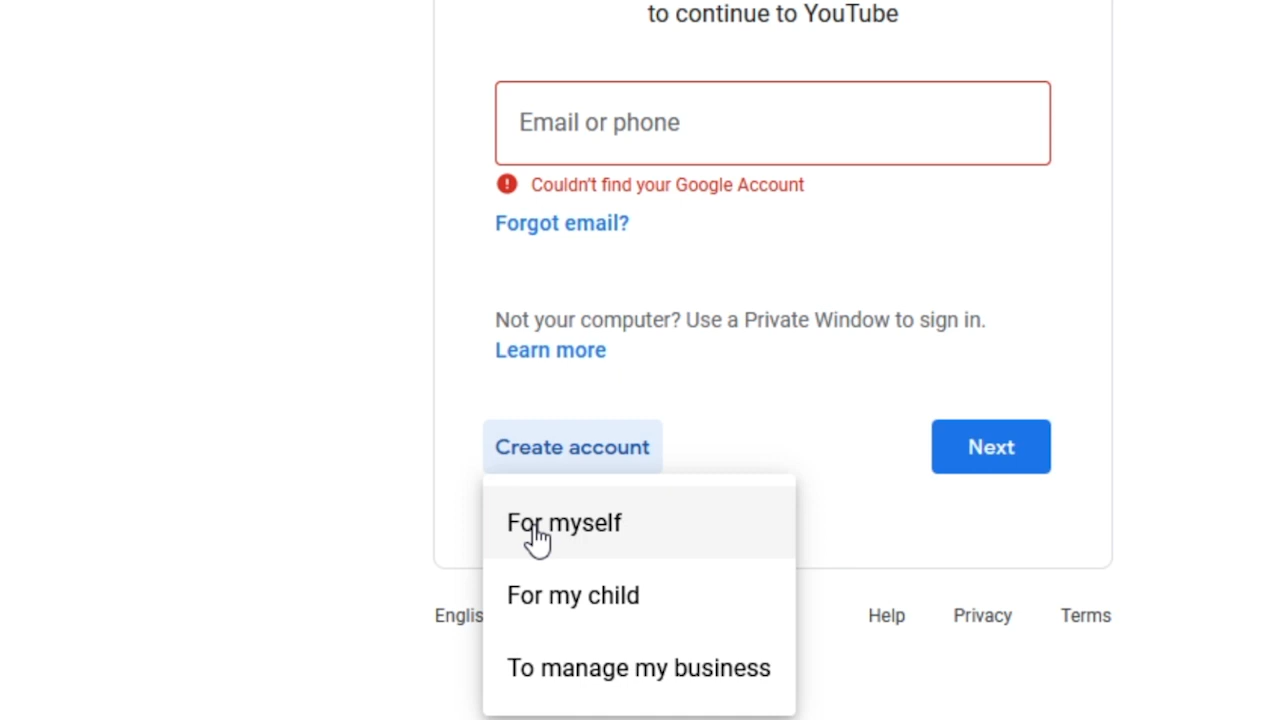 to continue to YouTube
Email or phone
Couldn't find your Google Account
Forgot email?
Not your computer? Use a Private Window to sign in.
Learn more
Create account
Next
For myself
For my child
To manage my business
Englis
Help
Privacy
Terms